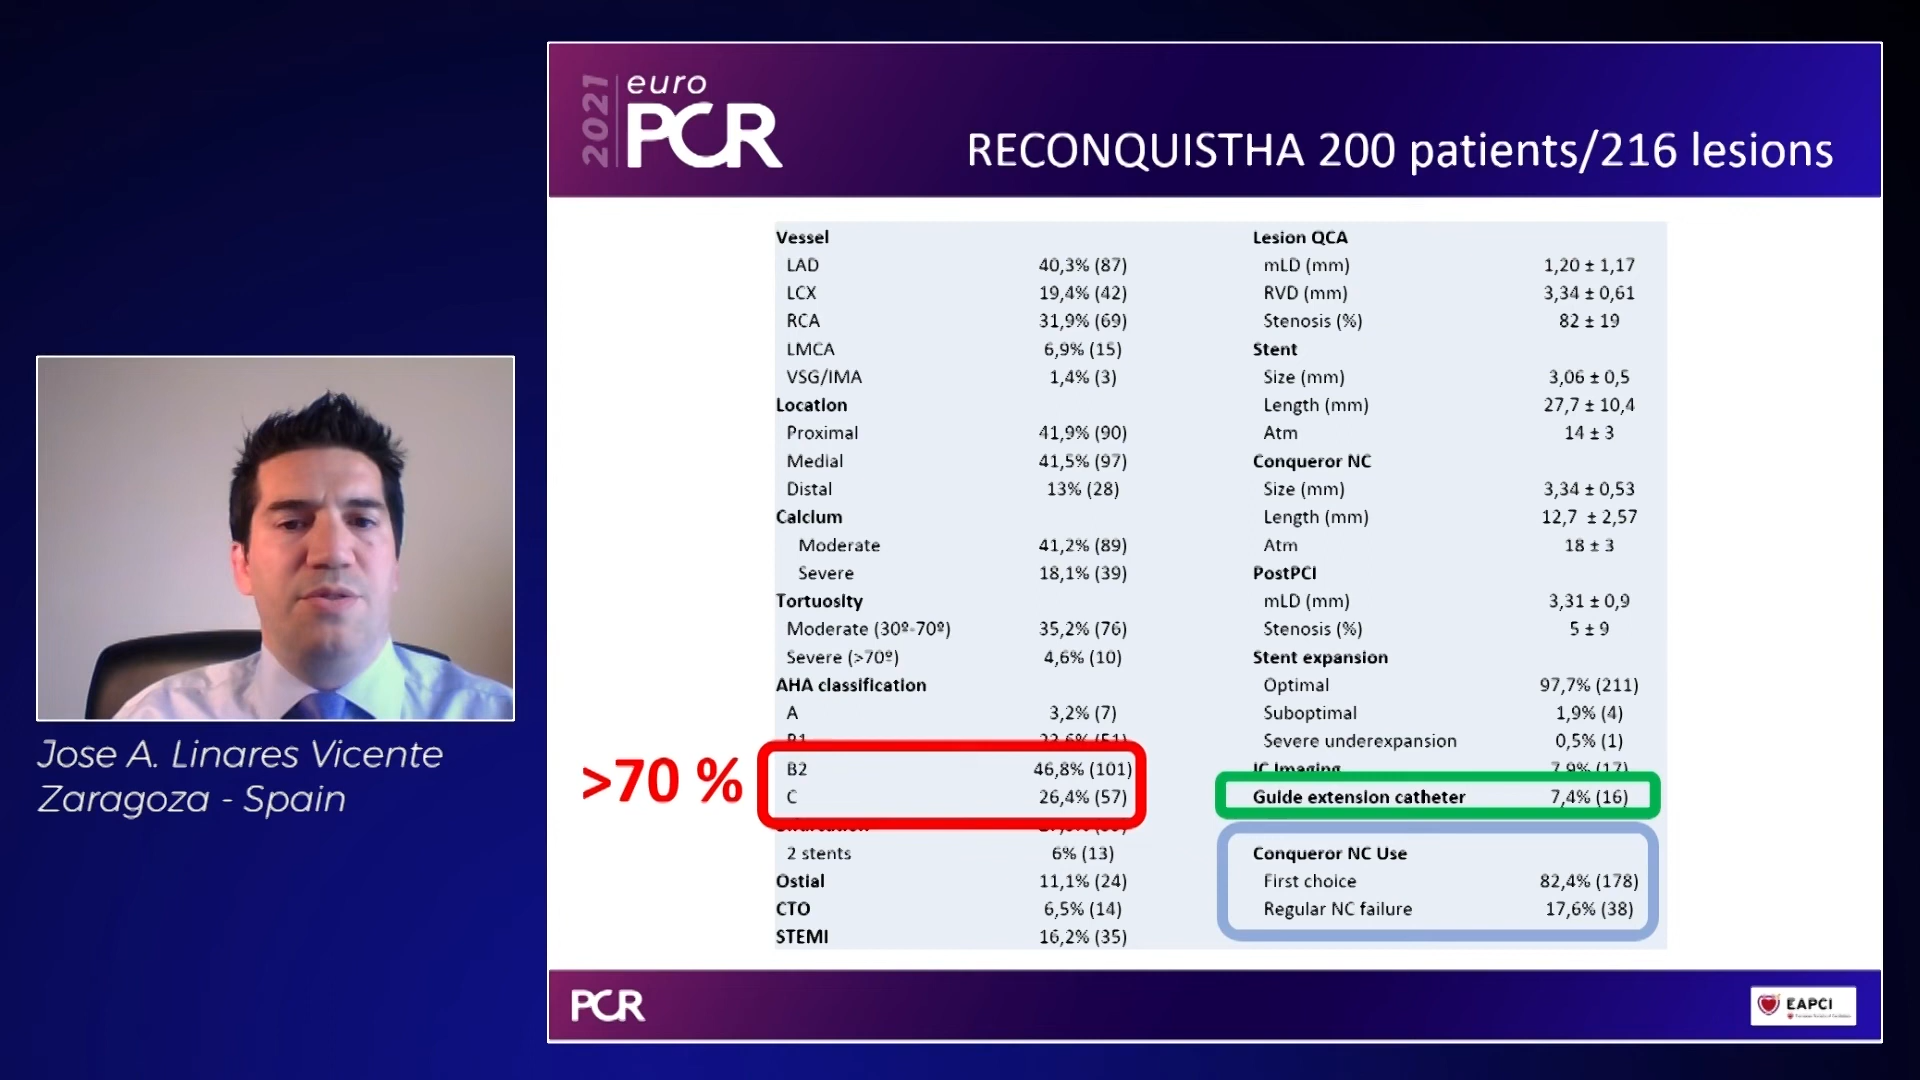 2021
euro
PCR
RECONQUISTHA 200 patients/216 lesions
Vessel
LAD 40,3% (87)
LCX 19,4% (42)
RCA 31,9% (69)
LMCA 6,9% (15)
VSG/IMA 1,4% (3)
Location
Proximal 41,9% (90)
Medial 41,5% (97)
Distal 13% (28)
Calcium
Moderate 41,2% (89)
Severe 18,1% (39)
Tortuosity
Moderate (30º-70º) 35,2% (76)
Severe (>70º) 4,6% (10)
AHA classification
A 3,2% (7)
B1 23,6% (51)
>70 %
B2 46,8% (101)
C 26,4% (57)
2 stents 6% (13)
Ostial 11,1% (24)
CTO 6,5% (14)
STEMI 16,2% (35)
Lesion QCA
mLD (mm) 1,20 ± 1,17
RVD (mm) 3,34 ± 0,61
Stenosis (%) 82 ± 19
Stent
Size (mm) 3,06 ± 0,5
Length (mm) 27,7 ± 10,4
Atm 14 ± 3
Conqueror NC
Size (mm) 3,34 ± 0,53
Length (mm) 12,7 ± 2,57
Atm 18 ± 3
PostPCI
mLD (mm) 3,31 ± 0,9
Stenosis (%) 5 ± 9
Stent expansion
Optimal 97,7% (211)
Suboptimal 1,9% (4)
Severe underexpansion 0,5% (1)
IC Imaging 7,9% (17)
Guide extension catheter 7,4% (16)
Conqueror NC Use
First choice 82,4% (178)
Regular NC failure 17,6% (38)
Jose A. Linares Vicente
Zaragoza - Spain
PCR
EAPCI